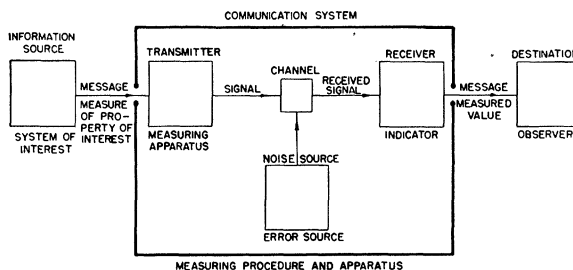 COMMUNICATION SYSTEM
INFORMATION
SOURCE
TRANSMITTER
RECEIVER
DESTINATION
CHANNEL
MESSAGE
SIGNAL
RECEIVED
SIGNAL
MESSAGE
MEASURE
OF PRO-
PERTY OF
INTEREST
MEASURED
VALUE
SYSTEM OF
INTEREST
MEASURING
APPARATUS
INDICATOR
OBSERVER
NOISE SOURCE
ERROR SOURCE
MEASURING PROCEDURE AND APPARATUS